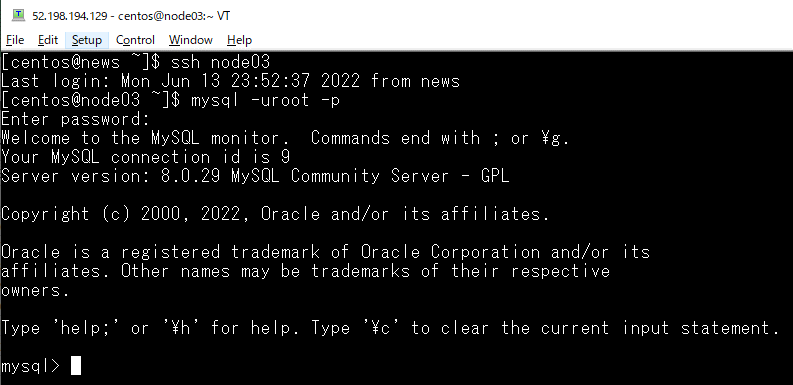 52.198.194.129 - centos@node03:~ VT
File Edit Setup Control Window Help
[centos@news ~]$ ssh node03
Last login: Mon Jun 13 23:52:37 2022 from news
[centos@node03 ~]$ mysql -uroot -p
Enter password:
Welcome to the MySQL monitor.  Commands end with ; or ¥g.
Your MySQL connection id is 9
Server version: 8.0.29 MySQL Community Server - GPL
Copyright (c) 2000, 2022, Oracle and/or its affiliates.
Oracle is a registered trademark of Oracle Corporation and/or its
affiliates. Other names may be trademarks of their respective
owners.
Type 'help;' or '¥h' for help. Type '¥c' to clear the current input statement.
mysql>